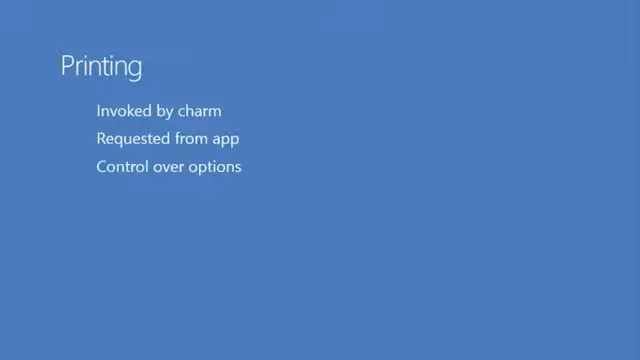 Printing
Invoked by charm
Requested from app
Control over options